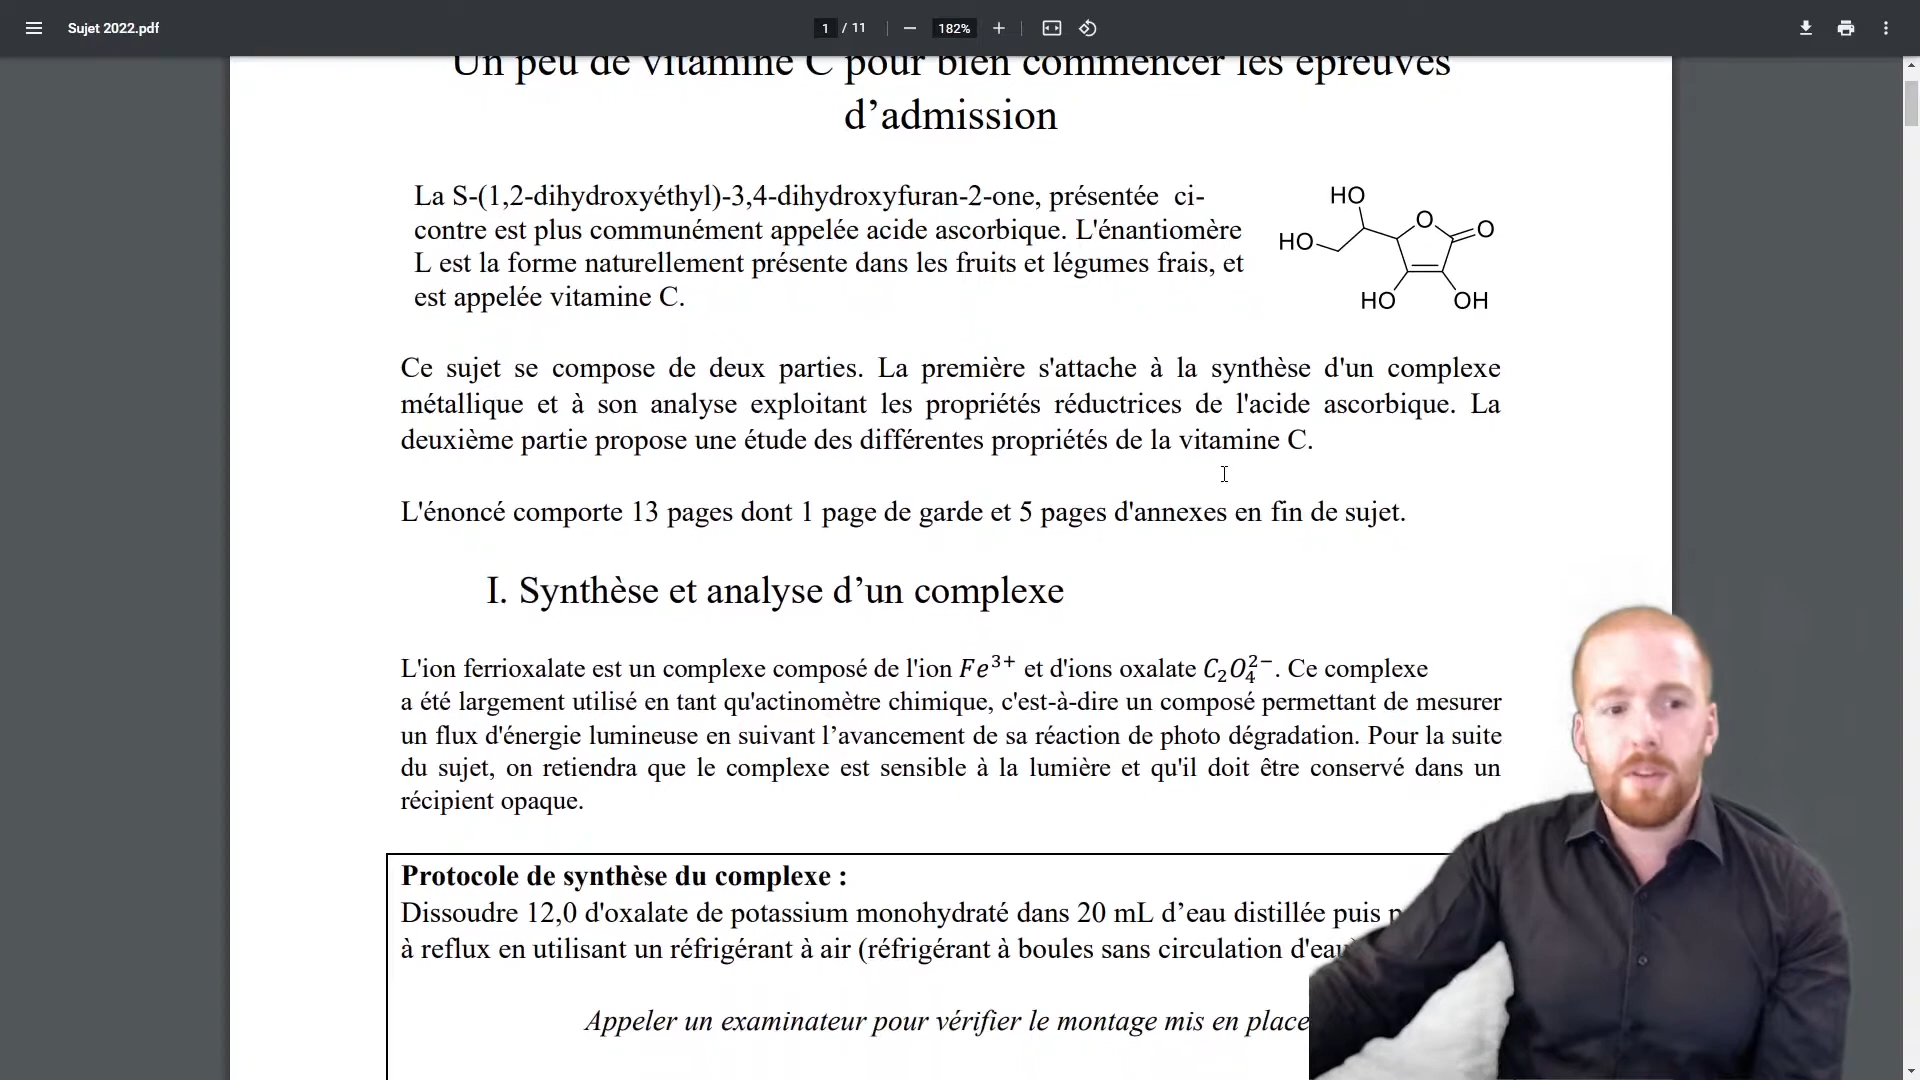 Sujet 2022.pdf
1 / 11
182%
Un peu de vitamine C pour bien commencer les épreuves
d’admission
La S-(1,2-dihydroxyéthyl)-3,4-dihydroxyfuran-2-one, présentée ci-
contre est plus communément appelée acide ascorbique. L'énantiomère
L est la forme naturellement présente dans les fruits et légumes frais, et
est appelée vitamine C.
HO
O
O
HO
HO
OH
Ce sujet se compose de deux parties. La première s'attache à la synthèse d'un complexe
métallique et à son analyse exploitant les propriétés réductrices de l'acide ascorbique. La
deuxième partie propose une étude des différentes propriétés de la vitamine C.
L'énoncé comporte 13 pages dont 1 page de garde et 5 pages d'annexes en fin de sujet.
I. Synthèse et analyse d’un complexe
L'ion ferrioxalate est un complexe composé de l'ion Fe³⁺ et d'ions oxalate C₂O₄²⁻. Ce complexe
a été largement utilisé en tant qu'actinomètre chimique, c'est-à-dire un composé permettant de mesurer
un flux d'énergie lumineuse en suivant l’avancement de sa réaction de photo dégradation. Pour la suite
du sujet, on retiendra que le complexe est sensible à la lumière et qu'il doit être conservé dans un
récipient opaque.
Protocole de synthèse du complexe :
Dissoudre 12,0 d'oxalate de potassium monohydraté dans 20 mL d’eau distillée puis
à reflux en utilisant un réfrigérant à air (réfrigérant à boules sans circulation d'eau)
Appeler un examinateur pour vérifier le montage mis en place